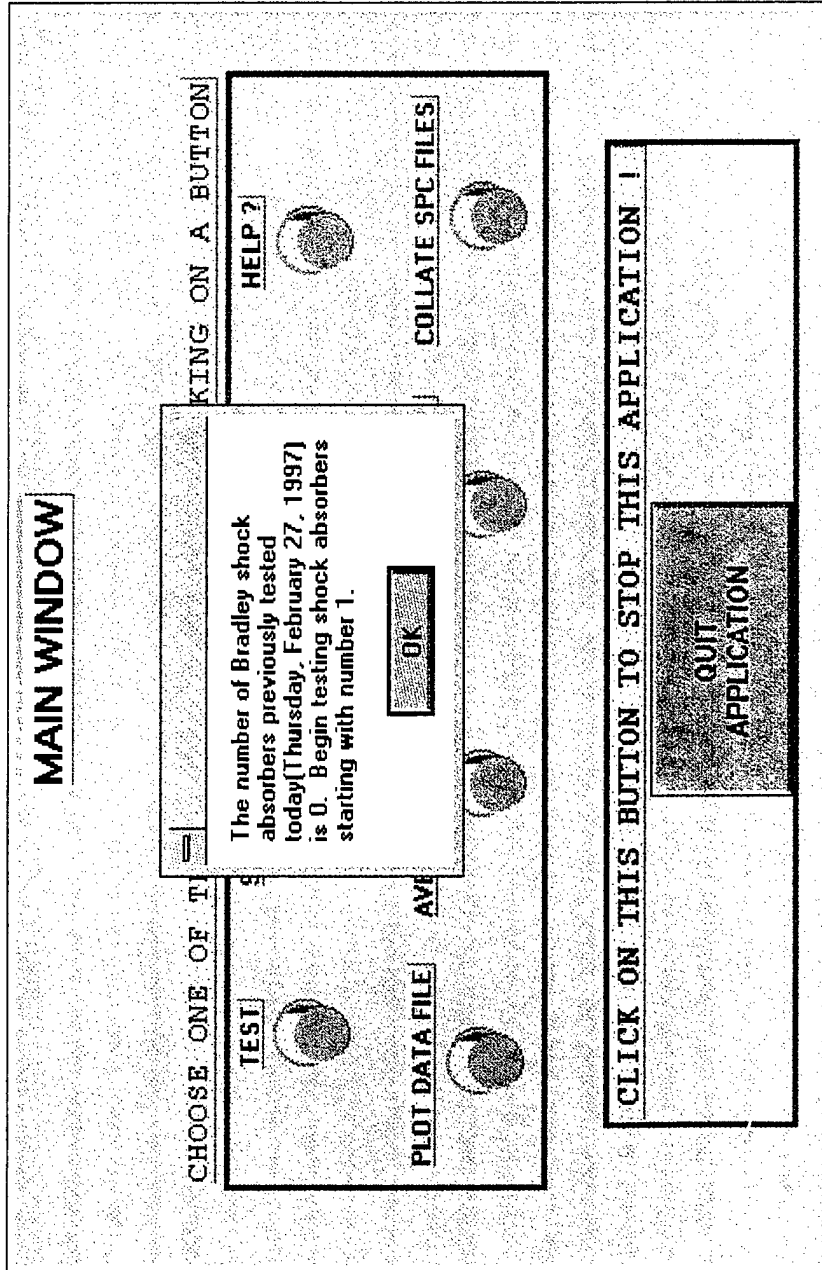 MAIN WINDOW
CHOOSE ONE OF KING ON A BUTTON
TEST
HELP ?
The number of Bradley shock
absorbers previously tested
today(Thursday, February 27, 1997)
is 0. Begin testing shock absorbers
starting with number 1.
OK
PLOT DATA FILE
COLLATE SPC FILES
CLICK ON THIS BUTTON TO STOP THIS APPLICATION !
QUIT
APPLICATION